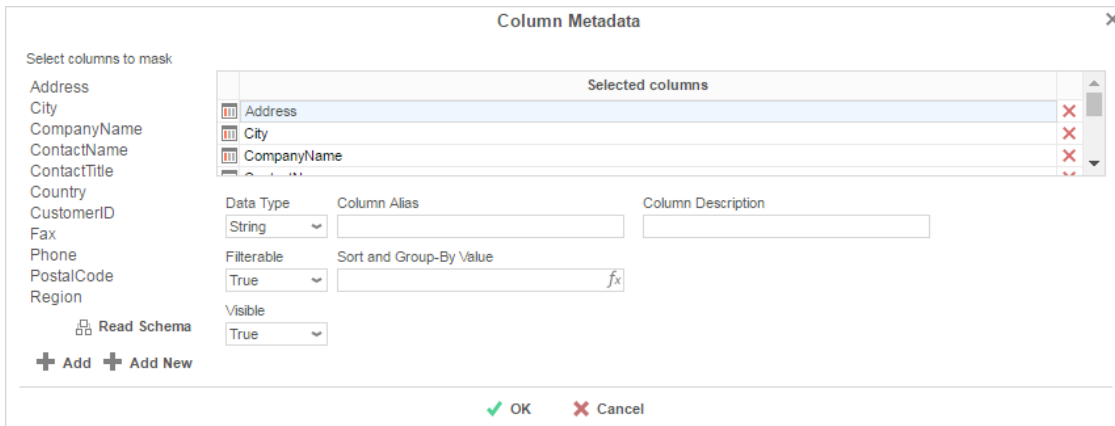 Column Metadata
Select columns to mask
Address
City
CompanyName
ContactName
ContactTitle
Country
CustomerID
Fax
Phone
PostalCode
Region
Read Schema
Add Add New
Selected columns
Address
City
CompanyName
Data Type Column Alias Column Description
String
Filterable Sort and Group-By Value
True fx
Visible
True
OK Cancel